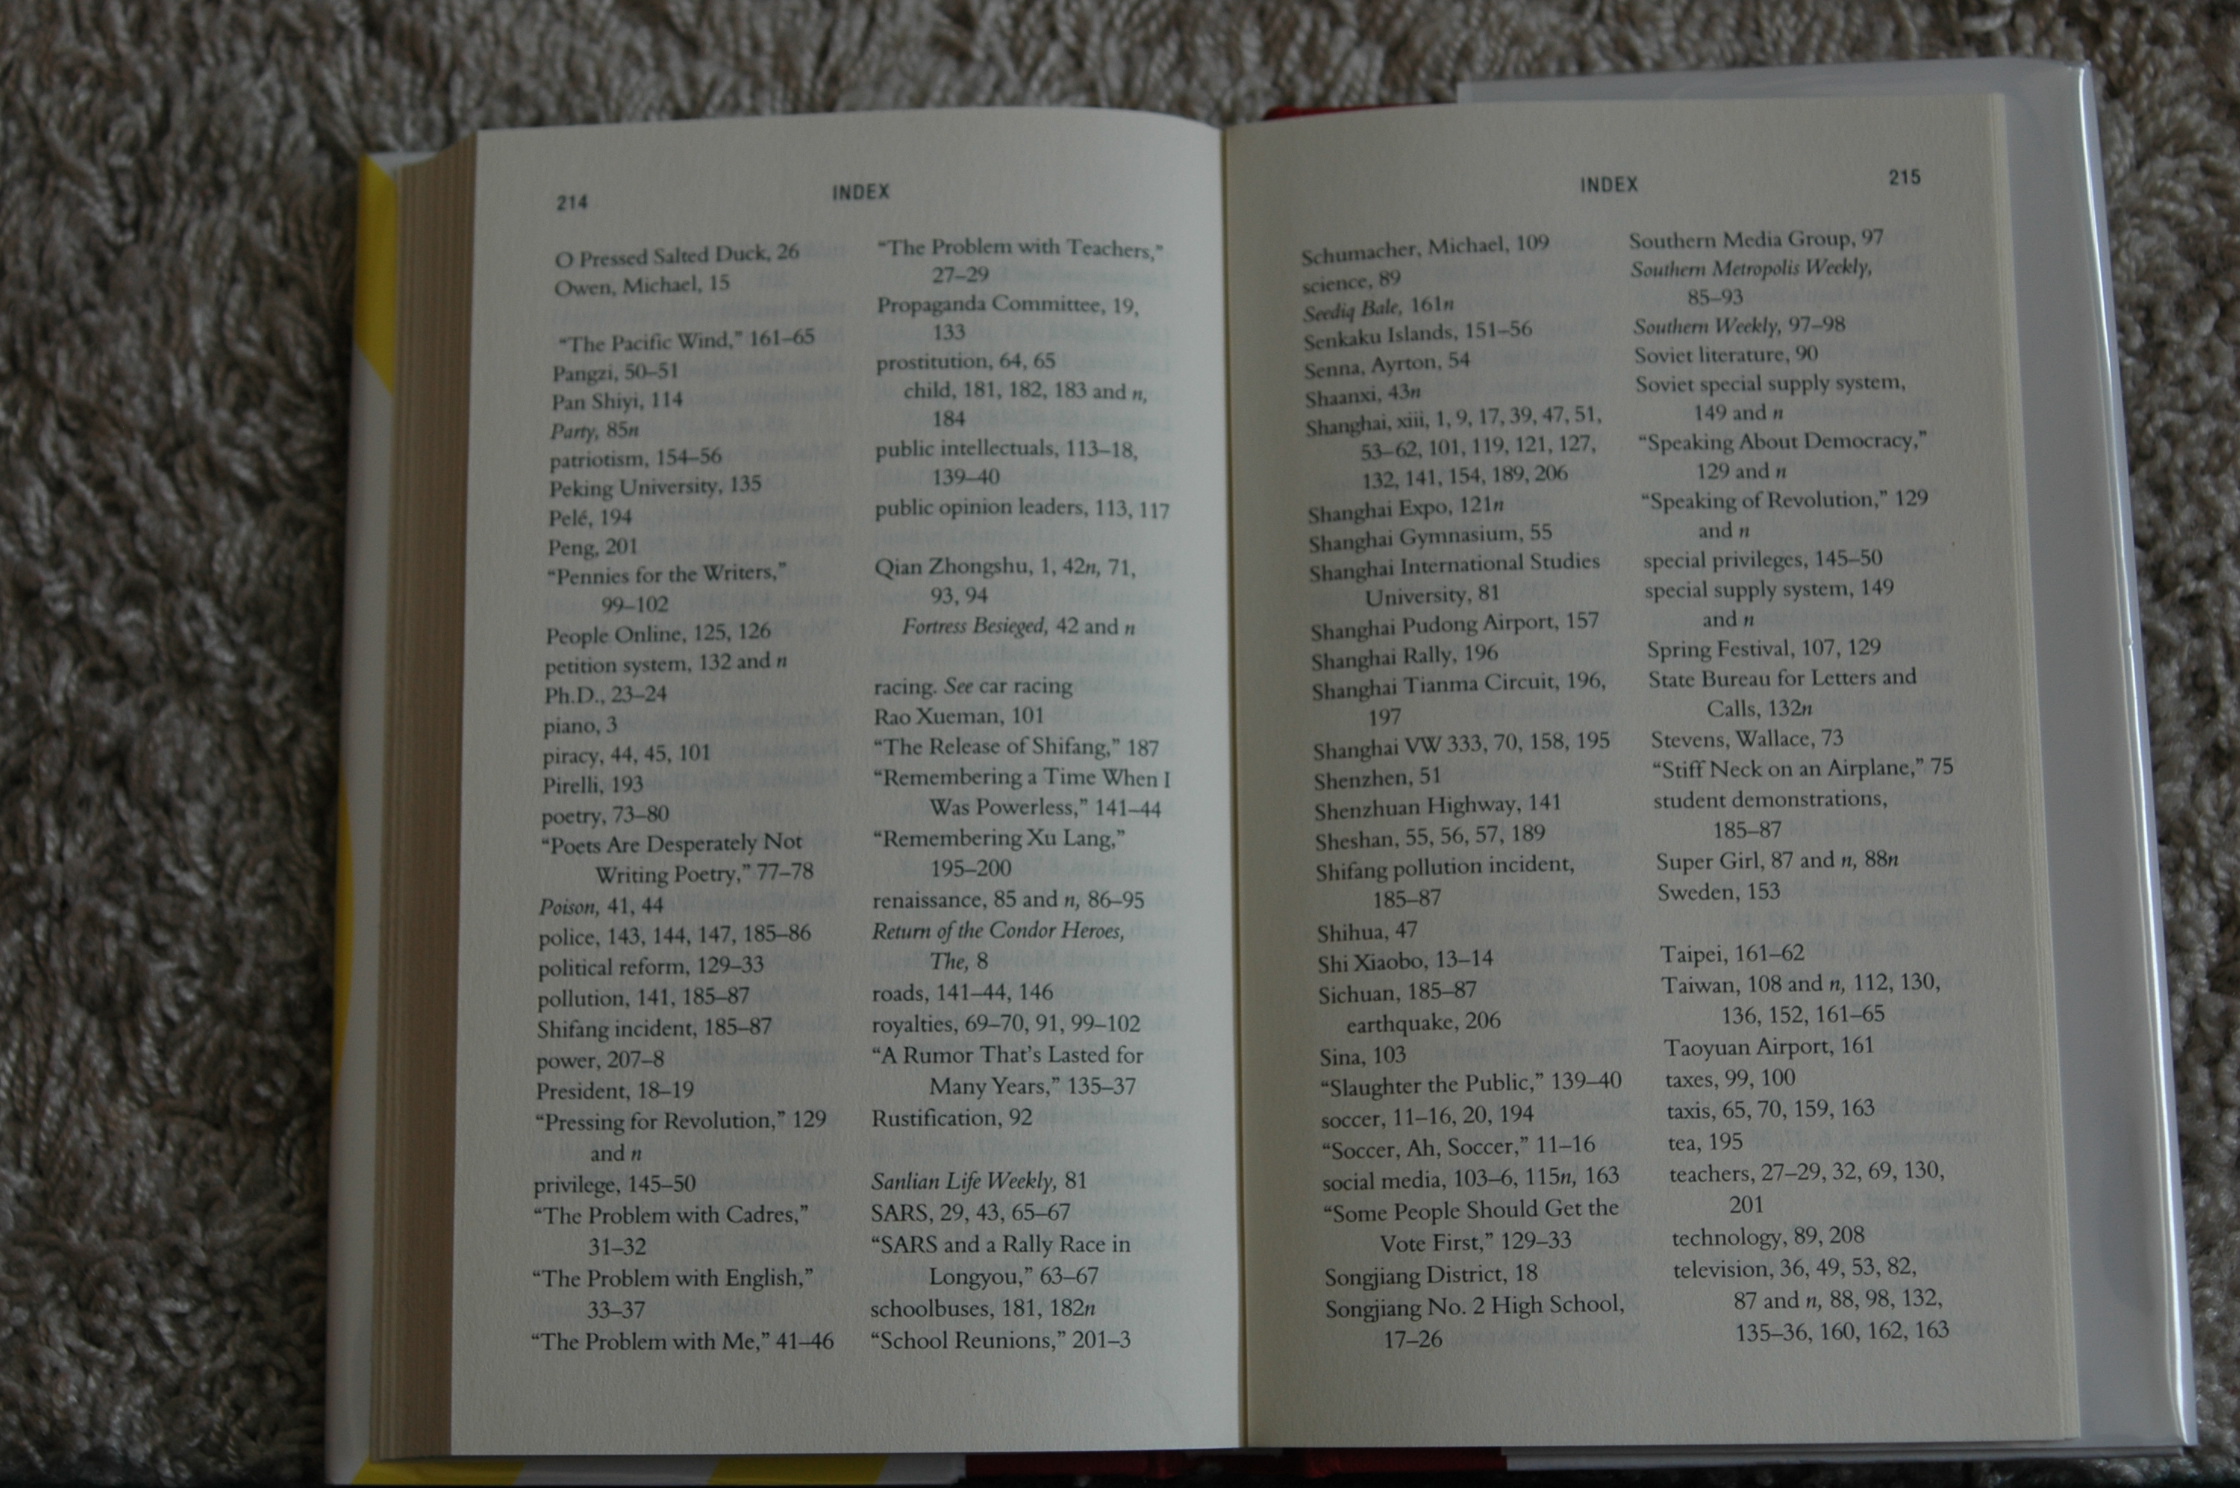 214
INDEX
O Pressed Salted Duck, 26
Owen, Michael, 15
“The Pacific Wind,” 161–65
Pangzi, 50–51
Pan Shiyi, 114
Party, 85n
patriotism, 154–56
Peking University, 135
Pelé, 194
Peng, 201
“Pennies for the Writers,”
99–102
People Online, 125, 126
petition system, 132 and n
Ph.D., 23–24
piano, 3
piracy, 44, 45, 101
Pirelli, 193
poetry, 73–80
“Poets Are Desperately Not
Writing Poetry,” 77–78
Poison, 41, 44
police, 143, 144, 147, 185–86
political reform, 129–33
pollution, 141, 185–87
Shifang incident, 185–87
power, 207–8
President, 18–19
“Pressing for Revolution,” 129
and n
privilege, 145–50
“The Problem with Cadres,”
31–32
“The Problem with English,”
33–37
“The Problem with Me,” 41–46
“The Problem with Teachers,”
27–29
Propaganda Committee, 19,
133
prostitution, 64, 65
child, 181, 182, 183 and n,
184
public intellectuals, 113–18,
139–40
public opinion leaders, 113, 117
Qian Zhongshu, 1, 42n, 71,
93, 94
Fortress Besieged, 42 and n
racing. See car racing
Rao Xueman, 101
“The Release of Shifang,” 187
“Remembering a Time When I
Was Powerless,” 141–44
“Remembering Xu Lang,”
195–200
renaissance, 85 and n, 86–95
Return of the Condor Heroes,
The, 8
roads, 141–44, 146
royalties, 69–70, 91, 99–102
“A Rumor That’s Lasted for
Many Years,” 135–37
Rustification, 92
Sanlian Life Weekly, 81
SARS, 29, 43, 65–67
“SARS and a Rally Race in
Longyou,” 63–67
schoolbuses, 181, 182n
“School Reunions,” 201–3
INDEX
215
Schumacher, Michael, 109
science, 89
Seediq Bale, 161n
Senkaku Islands, 151–56
Senna, Ayrton, 54
Shaanxi, 43n
Shanghai, xiii, 1, 9, 17, 39, 47, 51,
53–62, 101, 119, 121, 127,
132, 141, 154, 189, 206
Shanghai Expo, 121n
Shanghai Gymnasium, 55
Shanghai International Studies
University, 81
Shanghai Pudong Airport, 157
Shanghai Rally, 196
Shanghai Tianma Circuit, 196,
197
Shanghai VW 333, 70, 158, 195
Shenzhen, 51
Shenzhuan Highway, 141
Sheshan, 55, 56, 57, 189
Shifang pollution incident,
185–87
Shihua, 47
Shi Xiaobo, 13–14
Sichuan, 185–87
earthquake, 206
Sina, 103
“Slaughter the Public,” 139–40
soccer, 11–16, 20, 194
“Soccer, Ah, Soccer,” 11–16
social media, 103–6, 115n, 163
“Some People Should Get the
Vote First,” 129–33
Songjiang District, 18
Songjiang No. 2 High School,
17–26
Southern Media Group, 97
Southern Metropolis Weekly,
85–93
Southern Weekly, 97–98
Soviet literature, 90
Soviet special supply system,
149 and n
“Speaking About Democracy,”
129 and n
“Speaking of Revolution,” 129
and n
special privileges, 145–50
special supply system, 149
and n
Spring Festival, 107, 129
State Bureau for Letters and
Calls, 132n
Stevens, Wallace, 73
“Stiff Neck on an Airplane,” 75
student demonstrations,
185–87
Super Girl, 87 and n, 88n
Sweden, 153
Taipei, 161–62
Taiwan, 108 and n, 112, 130,
136, 152, 161–65
Taoyuan Airport, 161
taxes, 99, 100
taxis, 65, 70, 159, 163
tea, 195
teachers, 27–29, 32, 69, 130,
201
technology, 89, 208
television, 36, 49, 53, 82,
87 and n, 88, 98, 132,
135–36, 160, 162, 163